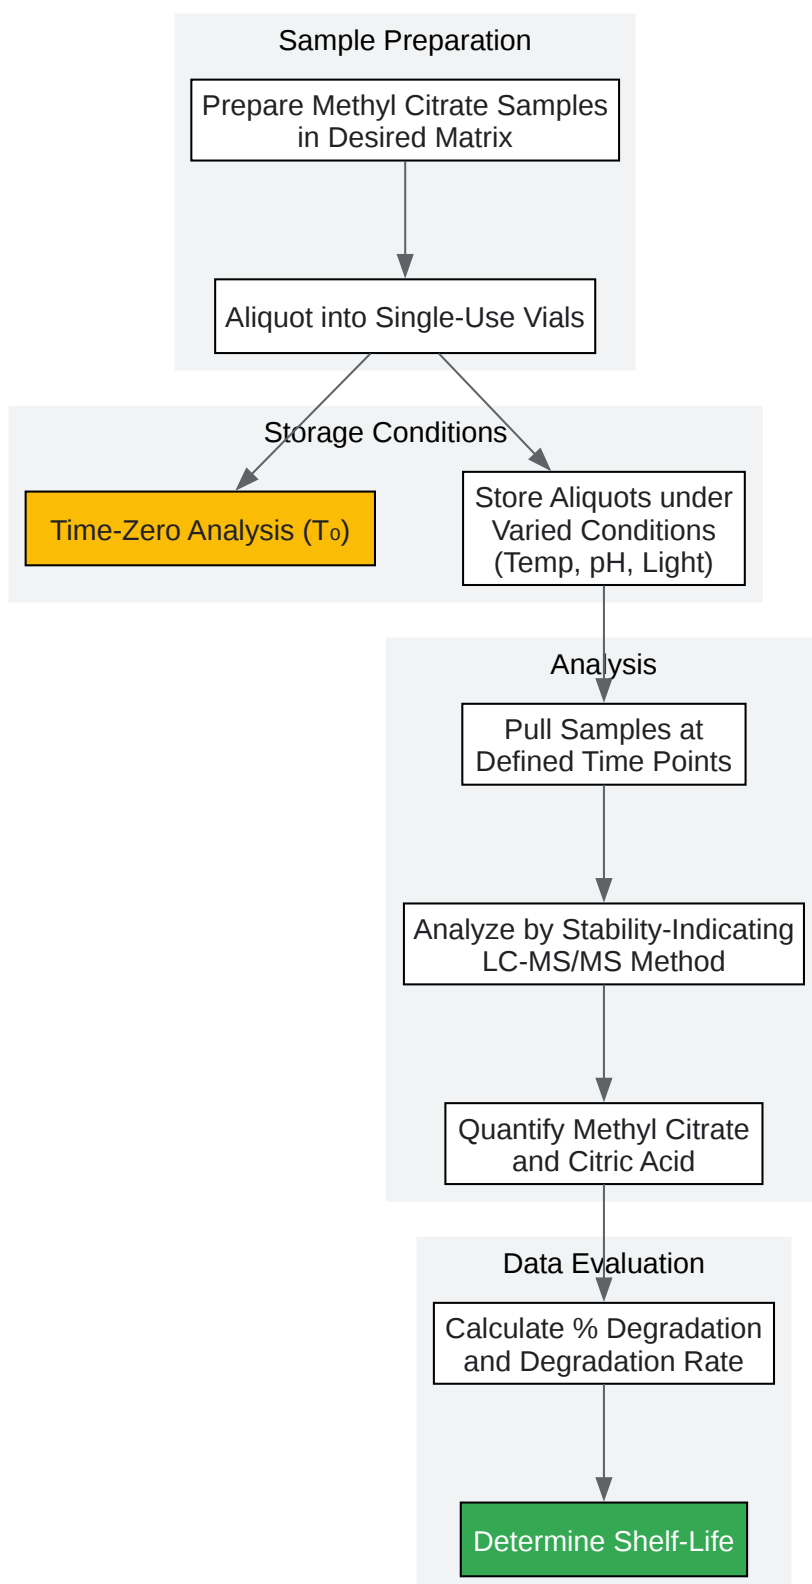 Sample Preparation
Prepare Methyl Citrate Samples
in Desired Matrix
Aliquot into Single-Use Vials
Storage Conditions
Time-Zero Analysis (T₀)
Store Aliquots under
Varied Conditions
(Temp, pH, Light)
Analysis
Pull Samples at
Defined Time Points
Analyze by Stability-Indicating
LC-MS/MS Method
Quantify Methyl Citrate
and Citric Acid
Data Evaluation
Calculate % Degradation
and Degradation Rate
Determine Shelf-Life